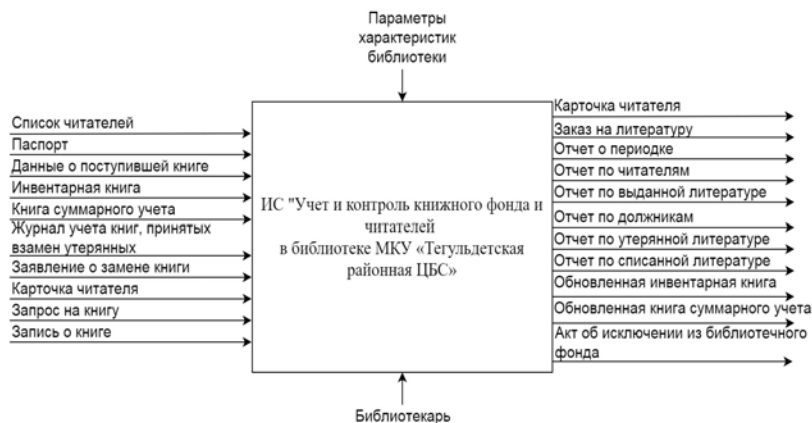 Параметры
характеристик
библиотеки
Список читателей
Паспорт
Данные о поступившей книге
Инвентарная книга
Книга суммарного учета
Журнал учета книг, принятых
взамен утерянных
Заявление о замене книги
Карточка читателя
Запрос на книгу
Запись о книге
ИС "Учет и контроль книжного фонда и
читателей
в библиотеке МКУ «Тегульдетская
районная ЦБС»
Карточка читателя
Заказ на литературу
Отчет о периодке
Отчет по читателям
Отчет по выданной литературе
Отчет по должникам
Отчет по утерянной литературе
Отчет по списанной литературе
Обновленная инвентарная книга
Обновленная книга суммарного учета
Акт об исключении из библиотечного
фонда
Библиотекарь